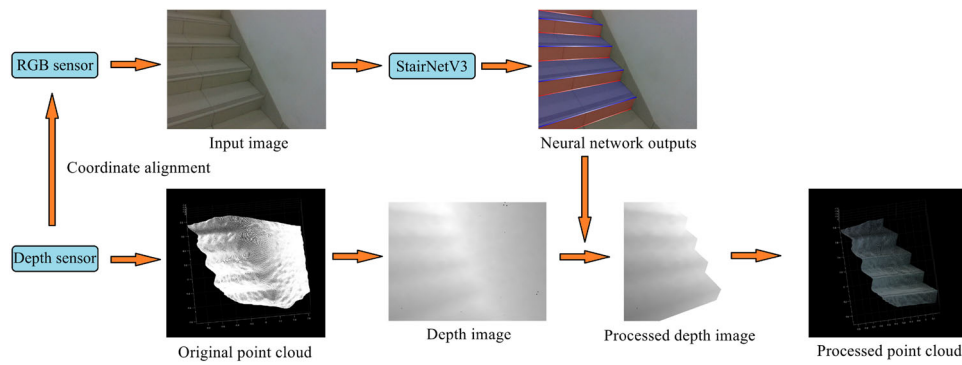 RGB sensor
StairNetV3
Input image
Neural network outputs
Coordinate alignment
Depth sensor
Original point cloud
Depth image
Processed depth image
Processed point cloud